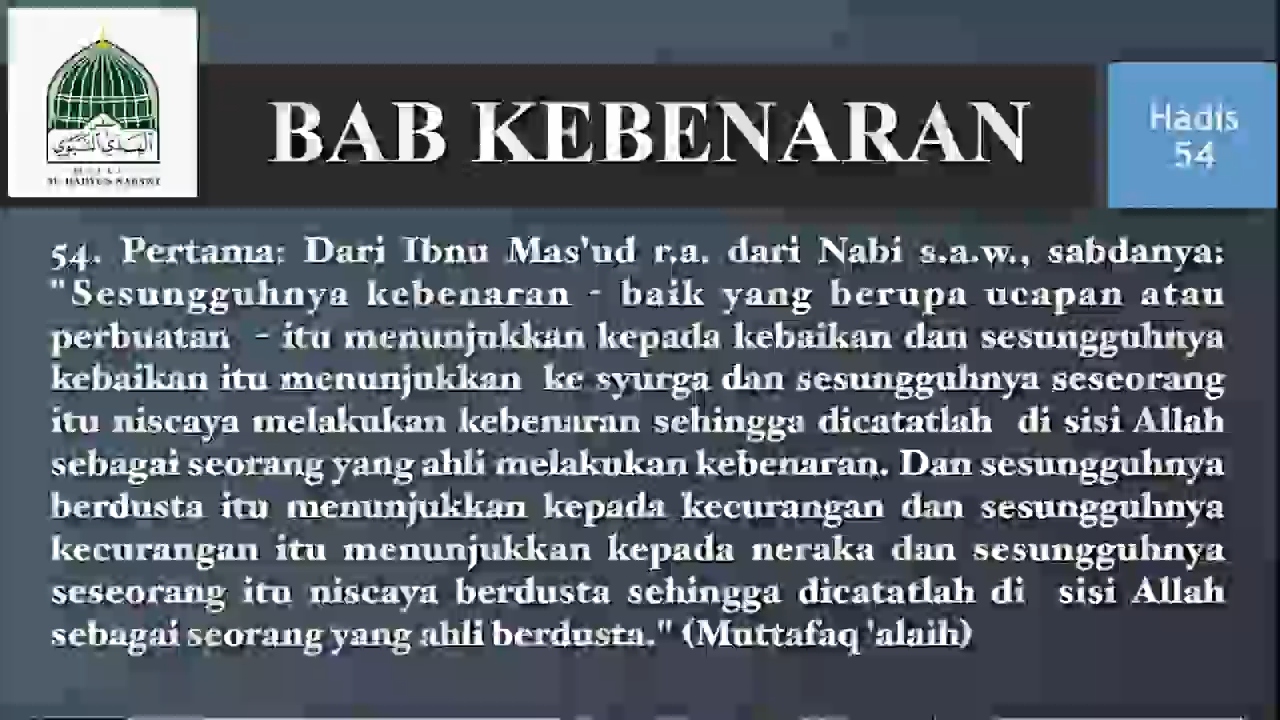 BAB KEBENARAN
Hadis
54
54. Pertama: Dari Ibnu Mas'ud r.a. dari Nabi s.a.w., sabdanya:
"Sesungguhnya kebenaran - baik yang berupa ucapan atau
perbuatan - itu menunjukkan kepada kebaikan dan sesungguhnya
kebaikan itu menunjukkan ke syurga dan sesungguhnya seseorang
itu niscaya melakukan kebenaran sehingga dicatatlah di sisi Allah
sebagai seorang yang ahli melakukan kebenaran. Dan sesungguhnya
berdusta itu menunjukkan kepada kecurangan dan sesungguhnya
kecurangan itu menunjukkan kepada neraka dan sesungguhnya
seseorang itu niscaya berdusta sehingga dicatatlah di sisi Allah
sebagai seorang yang ahli berdusta." (Muttafaq 'alaih)